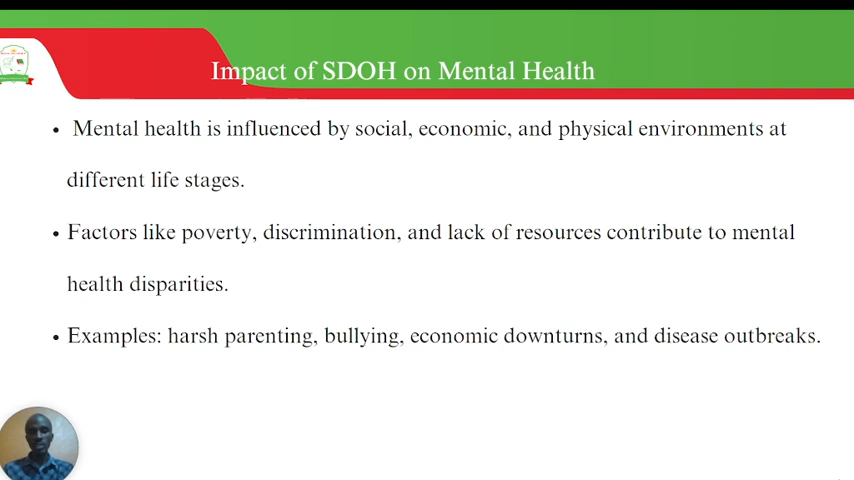 Impact of SDOH on Mental Health
• Mental health is influenced by social, economic, and physical environments at
different life stages.
• Factors like poverty, discrimination, and lack of resources contribute to mental
health disparities.
• Examples: harsh parenting, bullying, economic downturns, and disease outbreaks.